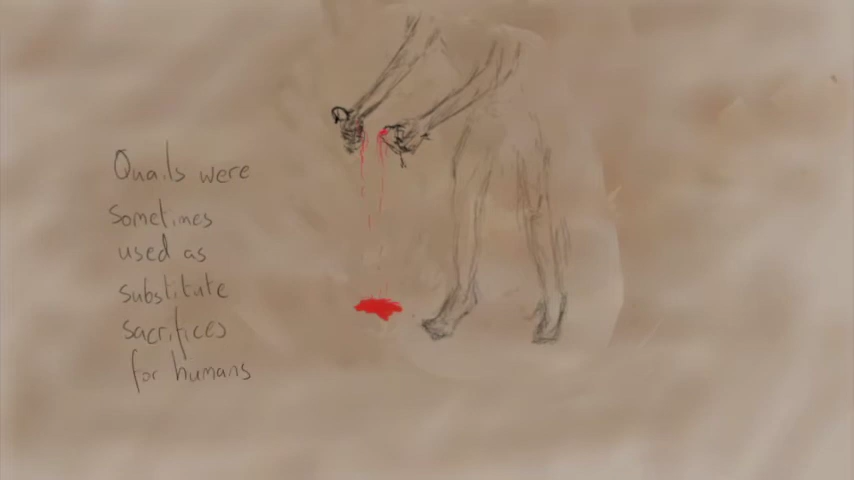 Quails were
sometimes
used as
substitute
sacrifices
for humans